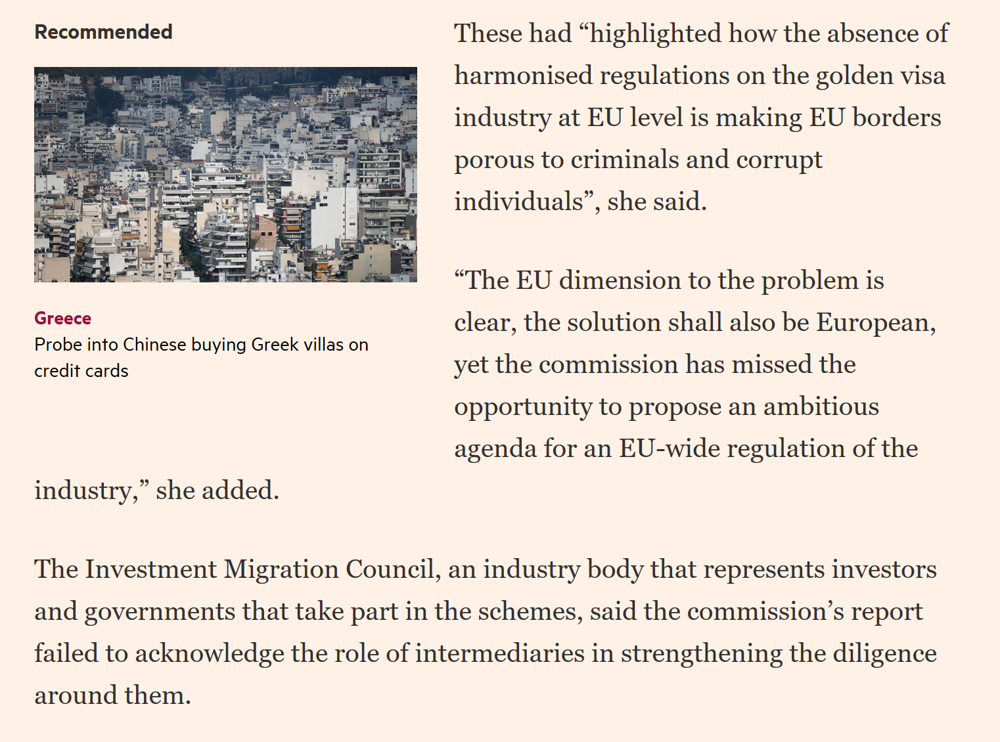 Recommended
Greece
Probe into Chinese buying Greek villas on
credit cards
These had “highlighted how the absence of
harmonised regulations on the golden visa
industry at EU level is making EU borders
porous to criminals and corrupt
individuals”, she said.
“The EU dimension to the problem is
clear, the solution shall also be European,
yet the commission has missed the
opportunity to propose an ambitious
agenda for an EU-wide regulation of the
industry,” she added.
The Investment Migration Council, an industry body that represents investors
and governments that take part in the schemes, said the commission’s report
failed to acknowledge the role of intermediaries in strengthening the diligence
around them.